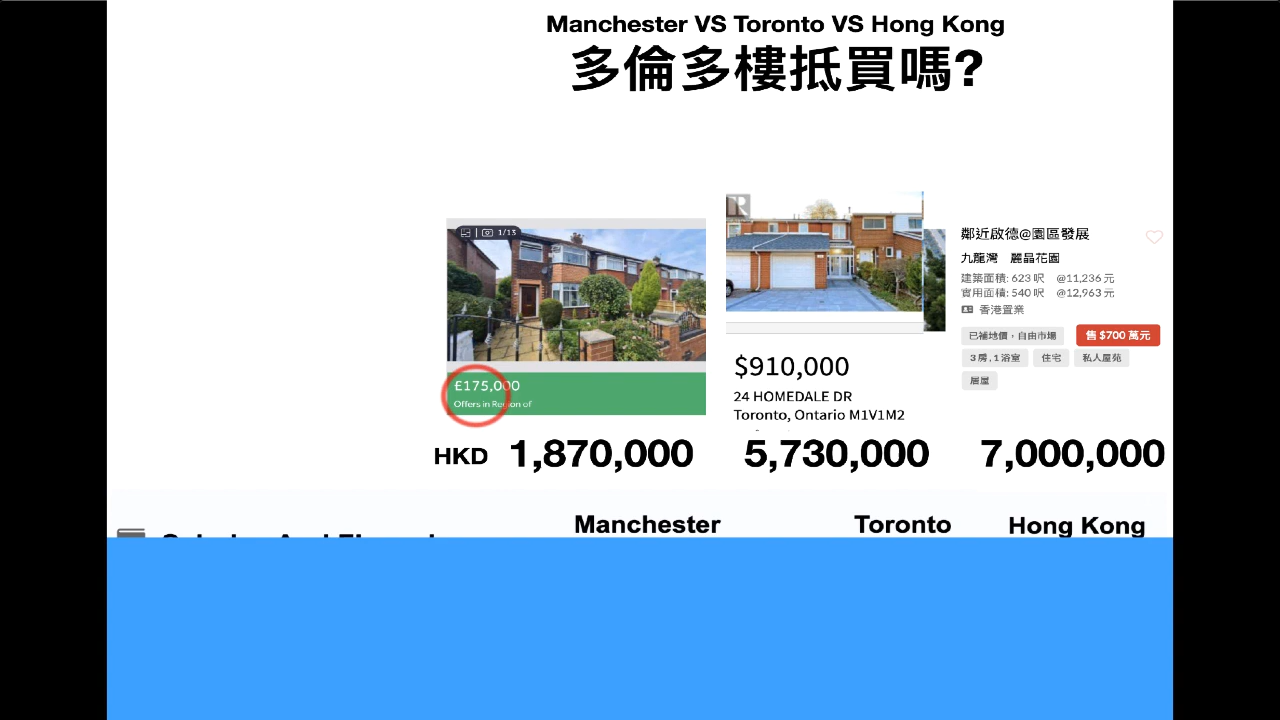 Manchester VS Toronto VS Hong Kong
多倫多樓抵買嗎?
1/13
£175,000
Offers in Region of
R
$910,000
24 HOMEDALE DR
Toronto, Ontario M1V1M2
鄰近啟德@園區發展
九龍灣 麗晶花園
建築面積: 623 呎 @11,236 元
實用面積: 540 呎 @12,963 元
香港置業
已補地價,自由市場
售 $700 萬元
3 房, 1 浴室 住宅 私人屋苑
居屋
HKD 1,870,000 5,730,000 7,000,000
Manchester Toronto Hong Kong